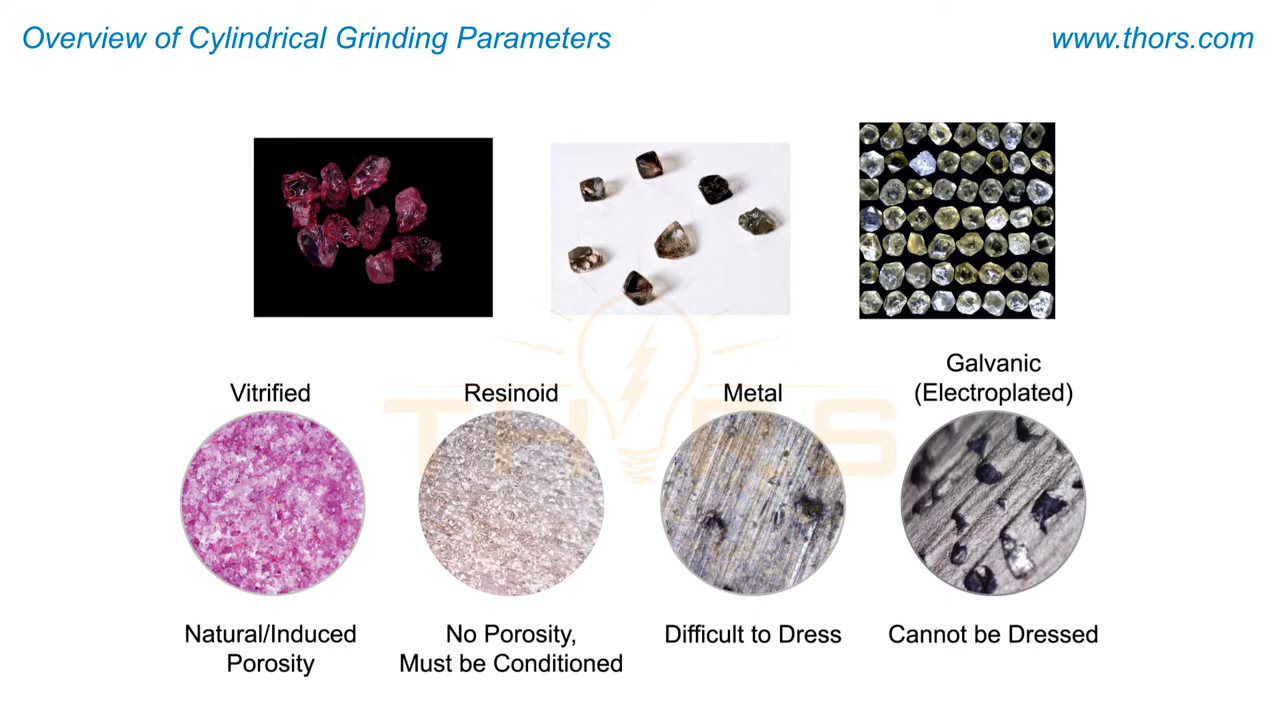 Overview of Cylindrical Grinding Parameters
www.thors.com
Vitrified
Resinoid
Metal
Galvanic
(Electroplated)
THORS
Natural/Induced
Porosity
No Porosity,
Must be Conditioned
Difficult to Dress
Cannot be Dressed